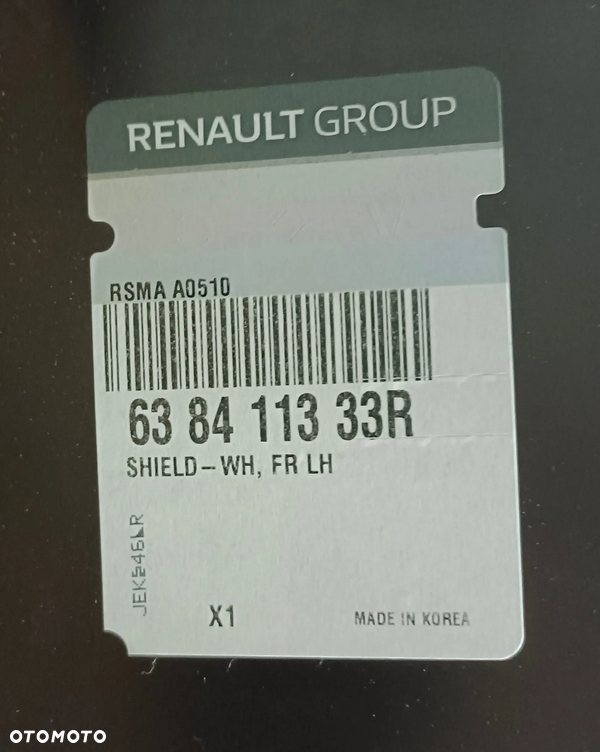 RENAULT GROUP
RSMA A0510
63 84 113 33R
SHIELD-WH, FR LH
X1
MADE IN KOREA
OTOMOTO